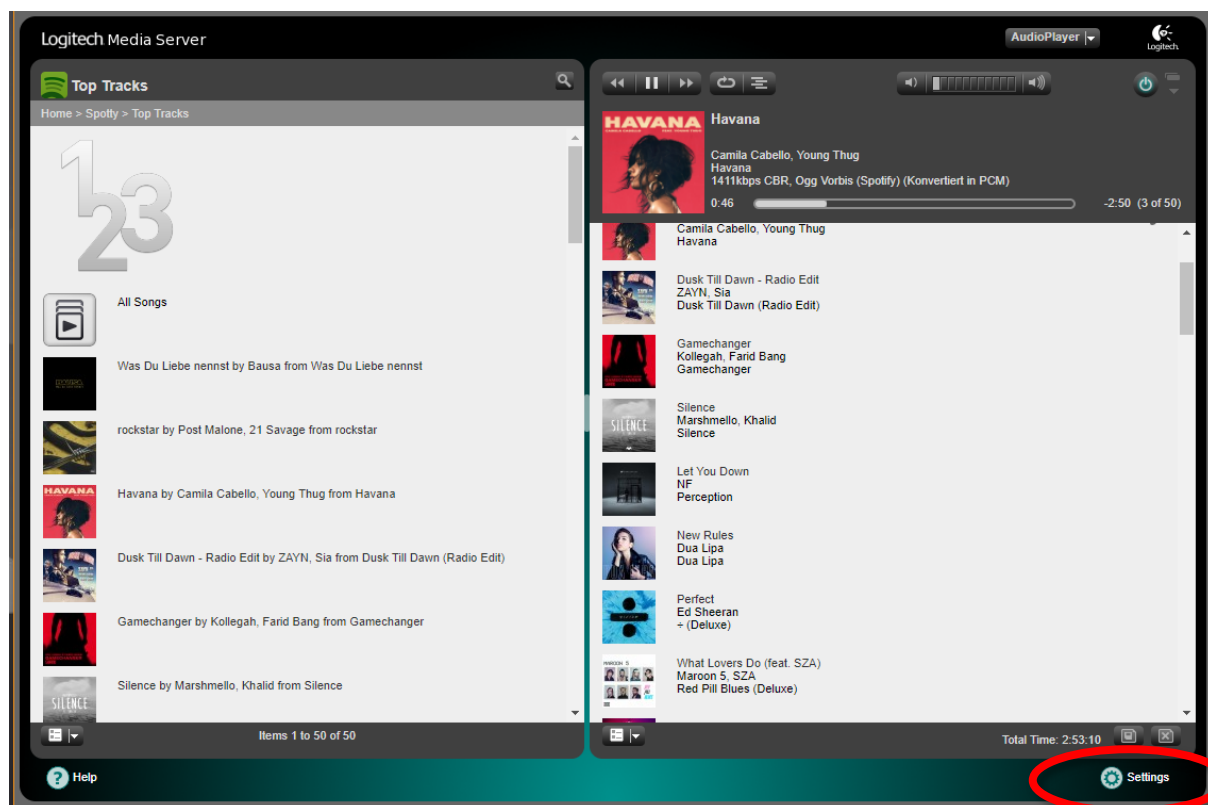 Logitech Media Server
AudioPlayer
Logitech
Top Tracks
Home > Spotty > Top Tracks
123
All Songs
Was Du Liebe nennst by Bausa from Was Du Liebe nennst
rockstar by Post Malone, 21 Savage from rockstar
HAVANA
Havana by Camila Cabello, Young Thug from Havana
Dusk Till Dawn - Radio Edit by ZAYN, Sia from Dusk Till Dawn (Radio Edit)
Gamechanger by Kollegah, Farid Bang from Gamechanger
SILENCE
Silence by Marshmello, Khalid from Silence
Items 1 to 50 of 50
HAVANA
Havana
Camila Cabello, Young Thug
Havana
1411kbps CBR, Ogg Vorbis (Spotify) (Konvertiert in PCM)
0:46
-2:50 (3 of 50)
Camila Cabello, Young Thug
Havana
Dusk Till Dawn - Radio Edit
ZAYN, Sia
Dusk Till Dawn (Radio Edit)
Gamechanger
Kollegah, Farid Bang
Gamechanger
SILENCE
Silence
Marshmello, Khalid
Silence
Let You Down
NF
Perception
New Rules
Dua Lipa
Dua Lipa
Perfect
Ed Sheeran
÷ (Deluxe)
MAROON 5
What Lovers Do (feat. SZA)
Maroon 5, SZA
Red Pill Blues (Deluxe)
Total Time: 2:53:10
? Help
Settings